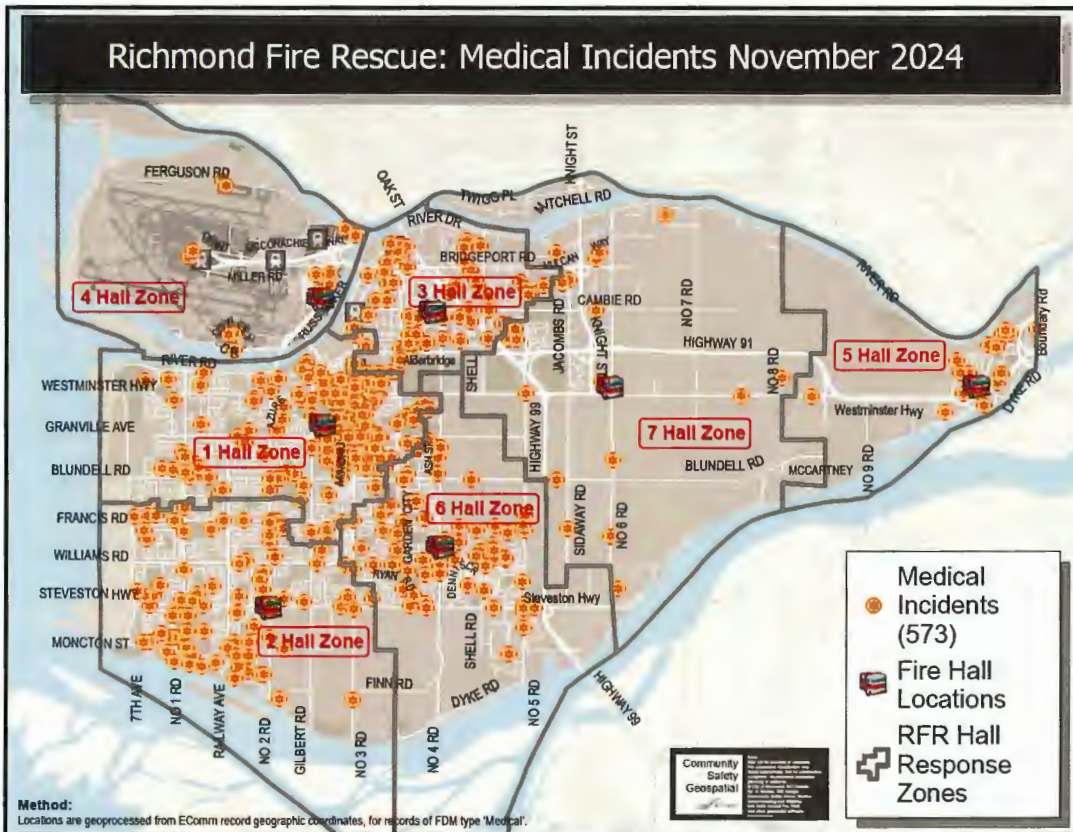 Richmond Fire Rescue: Medical Incidents November 2024
FERGUSON RD
OAK ST
TWIGG PL
KNIGHT ST
MITCHELL RD
RIVER DR
BRIDGEPORT RD
VULCAN WAY
MILLER RD
4 Hall Zone
3 Hall Zone
CAMBIE RD
NO 7 RD
RIVER RD
JACOBS RD
HIGHWAY 91
Boundary Rd
RIVER RD
Alderbridge
SHELL
5 Hall Zone
WESTMINSTER HWY
NO 8 RD
DYKE RD
Westminster Hwy
GRANVILLE AVE
AZURE
1 Hall Zone
7 Hall Zone
HIGHWAY 99
BLUNDELL RD
ASH ST
BLUNDELL RD
MCCARTNEY
NO 9 RD
FRANCIS RD
GARDEN CITY
6 Hall Zone
SIDAWAY RD
NO 6 RD
WILLIAMS RD
RYAN
STEVESTON HWY
Steveston Hwy
MONCTON ST
2 Hall Zone
SHELL RD
FINN RD
DYKE RD
HIGHWAY 99
7TH AVE
NO 1 RD
RAILWAY AVE
NO 2 RD
GILBERT RD
NO 3 RD
NO 4 RD
NO 5 RD
Medical
Incidents
(573)
Fire Hall
Locations
RFR Hall
Response
Zones
Community
Safety
Geospatial
Method:
Locations are geoprocessed from EComm record geographic coordinates, for records of FDM type 'Medical'.